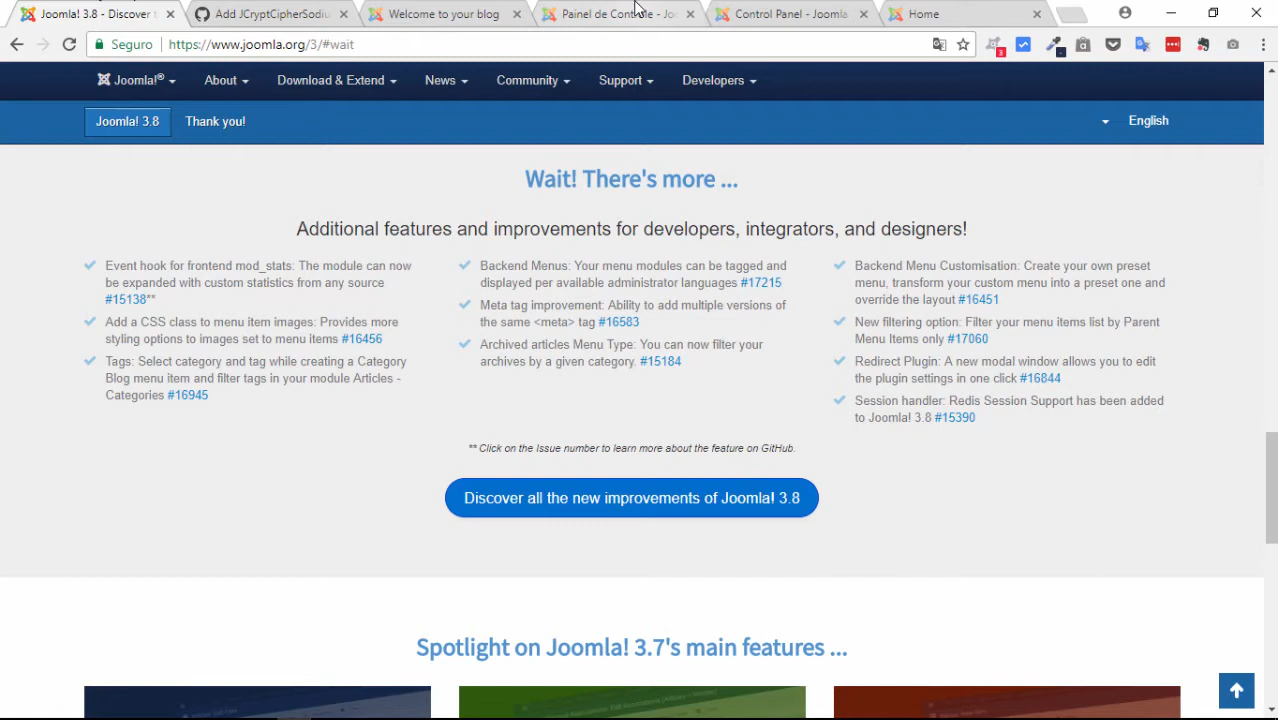 Joomla! 3.8 - Discover t
Add JCryptCipherSodiu
Welcome to your blog
Painel de Controle - Joo
Control Panel - Joomla
Home
Seguro
https://www.joomla.org/3/#wait
3
Joomla!®
About
Download & Extend
News
Community
Support
Developers
Joomla! 3.8
Thank you!
English
Wait! There's more ...
Additional features and improvements for developers, integrators, and designers!
Event hook for frontend mod_stats: The module can now
be expanded with custom statistics from any source
#15138**
Add a CSS class to menu item images: Provides more
styling options to images set to menu items #16456
Tags: Select category and tag while creating a Category
Blog menu item and filter tags in your module Articles -
Categories #16945
Backend Menus: Your menu modules can be tagged and
displayed per available administrator languages #17215
Meta tag improvement: Ability to add multiple versions of
the same <meta> tag #16583
Archived articles Menu Type: You can now filter your
archives by a given category. #15184
Backend Menu Customisation: Create your own preset
menu, transform your custom menu into a preset one and
override the layout #16451
New filtering option: Filter your menu items list by Parent
Menu Items only #17060
Redirect Plugin: A new modal window allows you to edit
the plugin settings in one click #16844
Session handler: Redis Session Support has been added
to Joomla! 3.8 #15390
** Click on the Issue number to learn more about the feature on GitHub.
Discover all the new improvements of Joomla! 3.8
Spotlight on Joomla! 3.7's main features ...